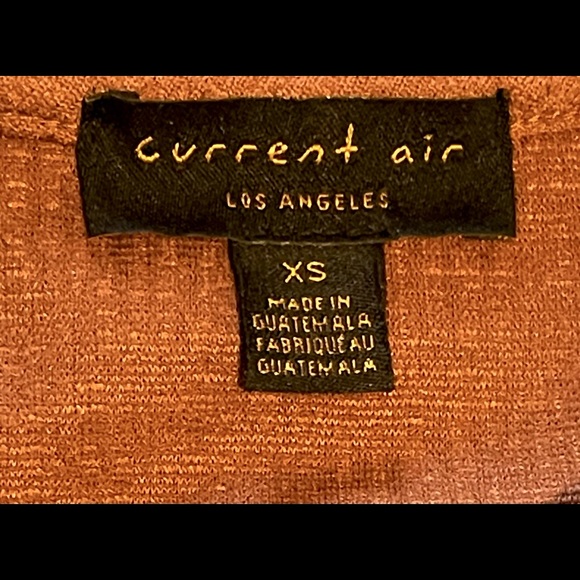 current air
LOS ANGELES
XS
MADE IN
GUATEMALA
FABRIQUÉ AU
GUATEMALA